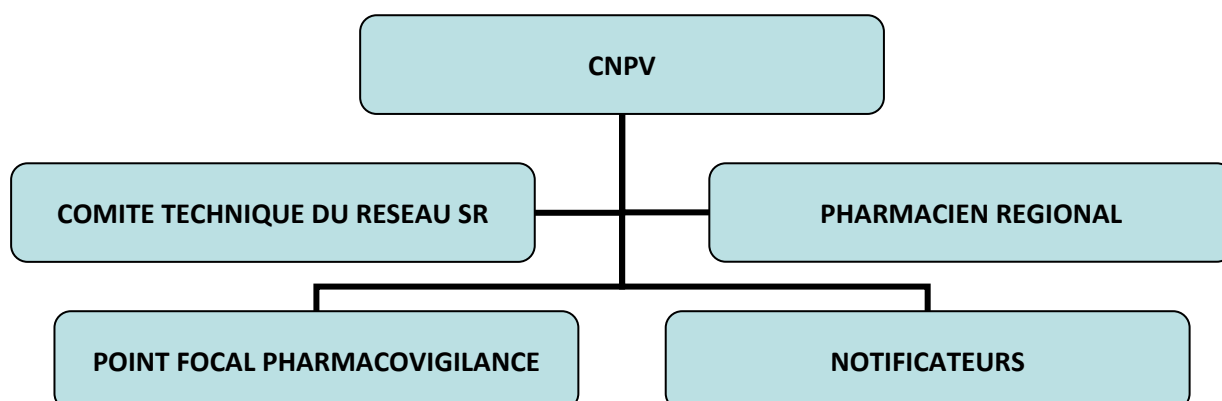 CNPV
COMITE TECHNIQUE DU RESEAU SR
PHARMACIEN REGIONAL
POINT FOCAL PHARMACOVIGILANCE
NOTIFICATEURS